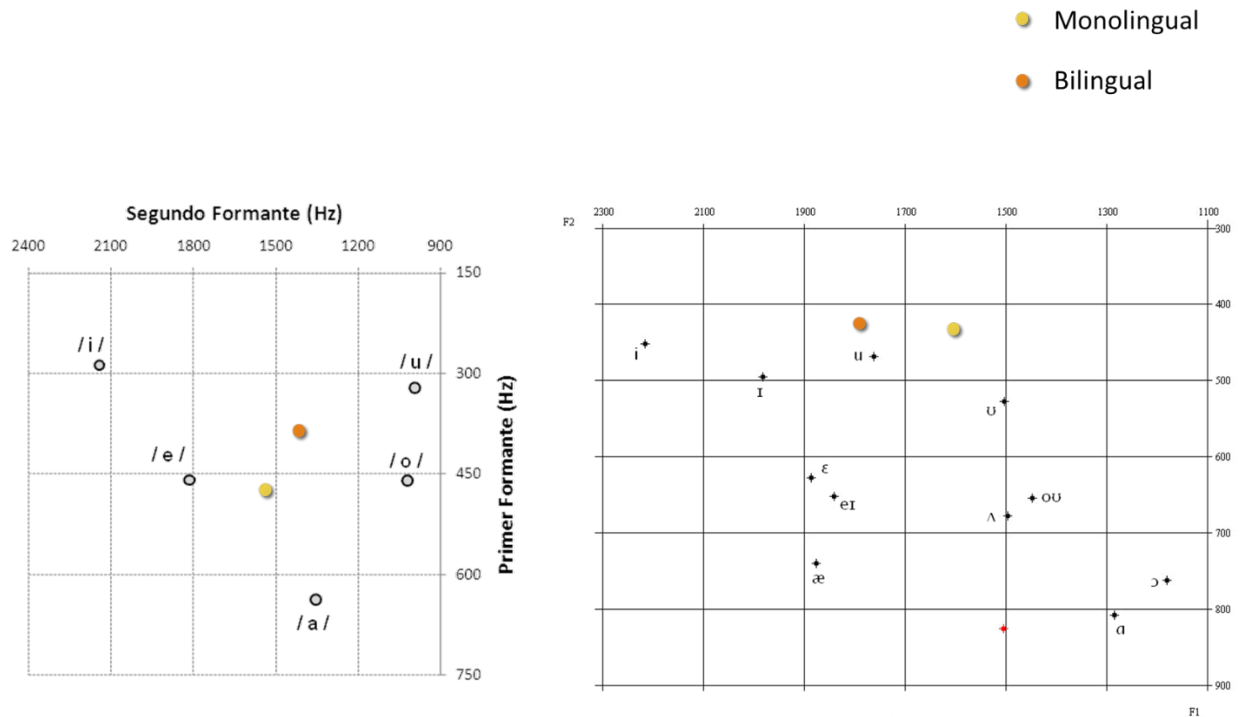 Monolingual
Bilingual
Segundo Formante (Hz)
2400 2100 1800 1500 1200 900
150
300
450
600
750
Primer Formante (Hz)
/ i /
/ u /
/ e /
/ o /
/ a /
F2
2300 2100 1900 1700 1500 1300 1100
300
400
500
600
700
800
900
F1
i
u
ɪ
ʊ
ɛ
eɪ
oʊ
ʌ
æ
ɔ
ɑ